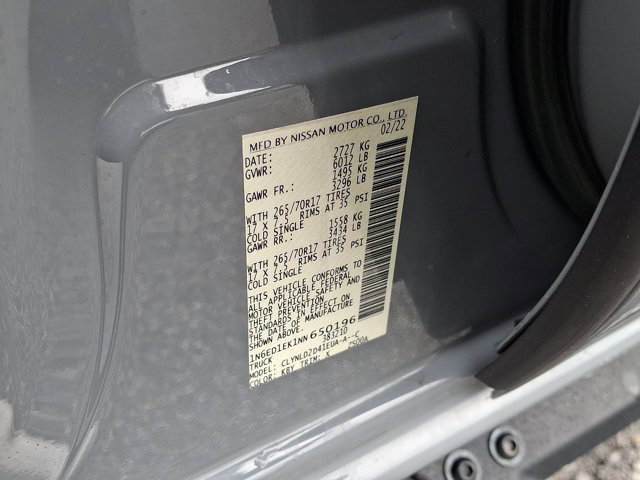 MFD BY NISSAN MOTOR CO., LTD.
DATE: 02/22
GVWR: 2727 KG
6012 LB
GAWR FR.: 1495 KG
3296 LB
WITH 265/70R17 TIRES
17 X 7.5 RIMS AT 35 PSI
COLD SINGLE
GAWR RR.: 1558 KG
3434 LB
WITH 265/70R17 TIRES
17 X 7.5 RIMS AT 35 PSI
COLD SINGLE
THIS VEHICLE CONFORMS TO
ALL APPLICABLE FEDERAL
MOTOR VEHICLE SAFETY AND
THEFT PREVENTION
STANDARDS IN EFFECT ON
THE DATE OF MANUFACTURE
SHOWN ABOVE.
1N6ED1EK1NN650196
TRUCK 38321D
MODEL: CLYNLD2D41EUA-A--C
COLOR: KBY TRIM: X 7500A